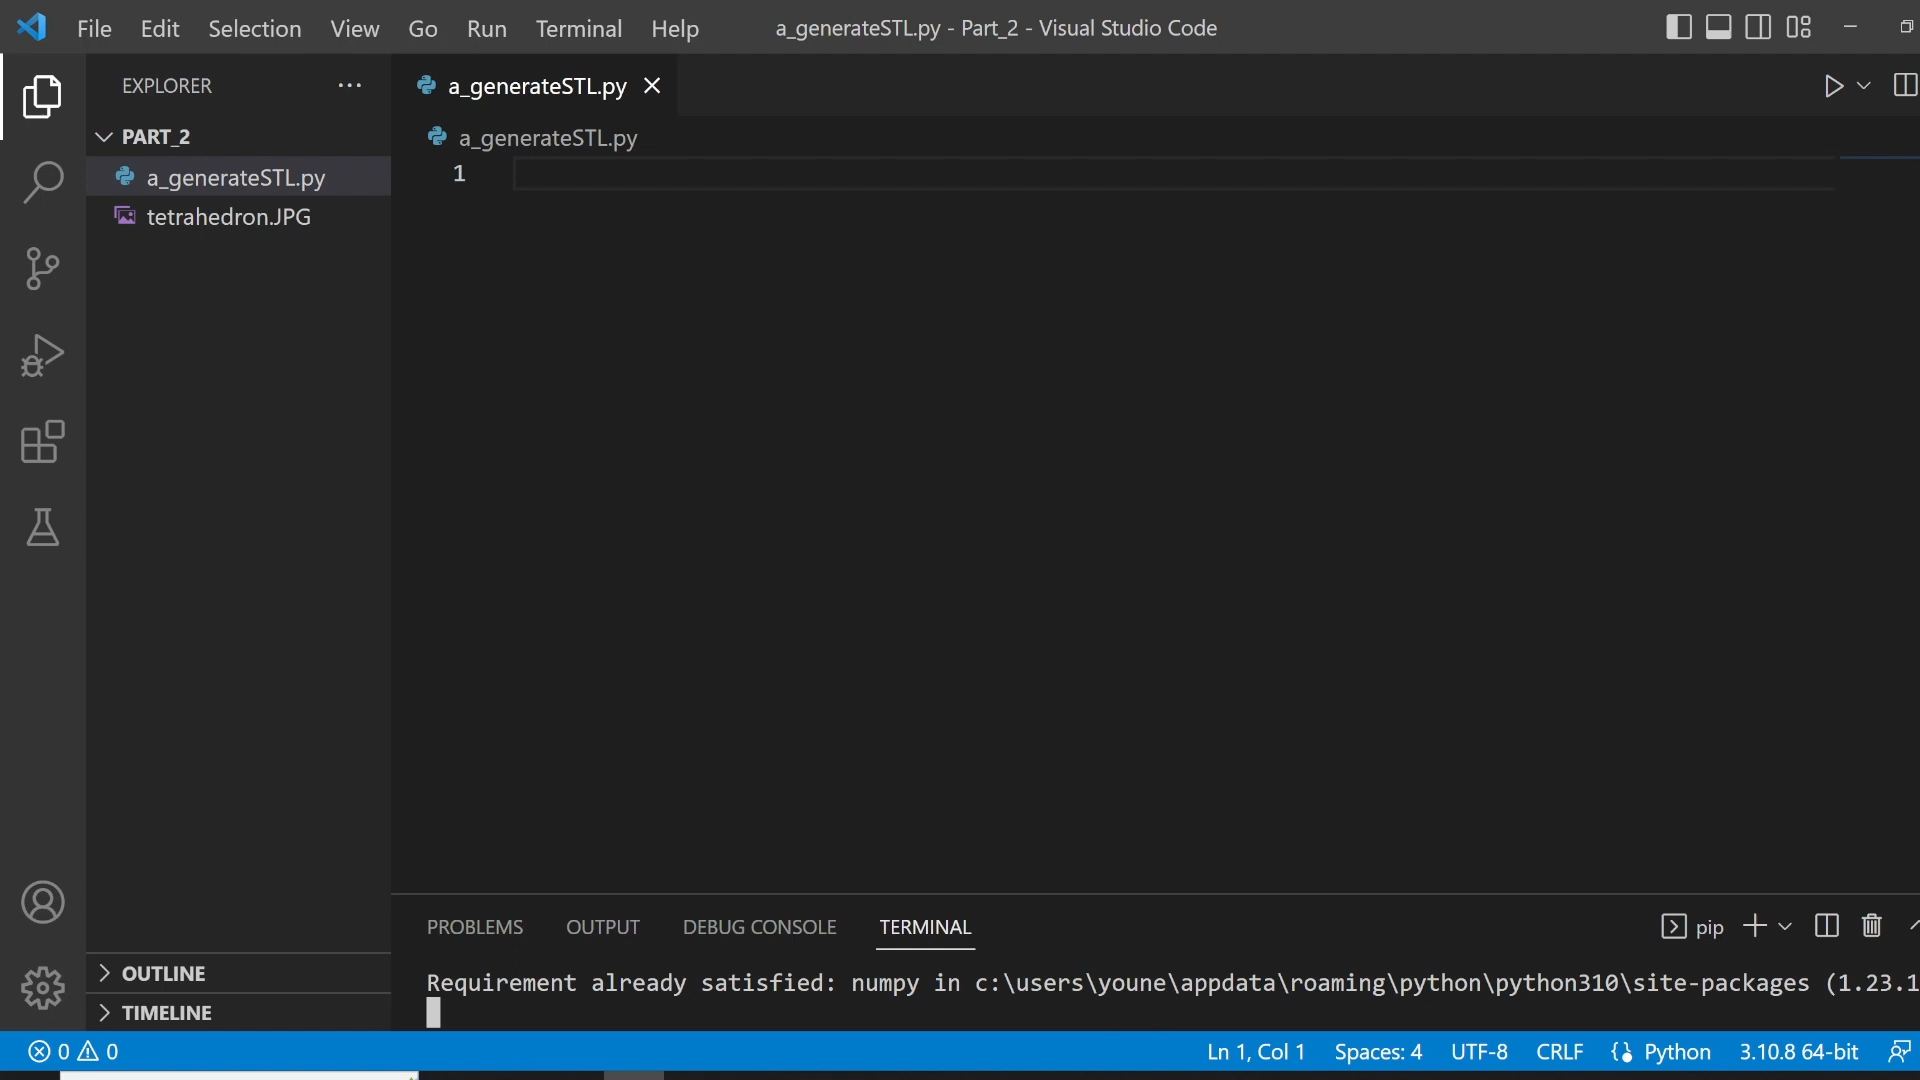 File Edit Selection View Go Run Terminal Help a_generateSTL.py - Part_2 - Visual Studio Code
EXPLORER
PART_2
a_generateSTL.py
tetrahedron.JPG
OUTLINE
TIMELINE
a_generateSTL.py
a_generateSTL.py
1
PROBLEMS OUTPUT DEBUG CONSOLE TERMINAL pip
Requirement already satisfied: numpy in c:\users\youne\appdata\roaming\python\python310\site-packages (1.23.1
0 0 Ln 1, Col 1 Spaces: 4 UTF-8 CRLF Python 3.10.8 64-bit